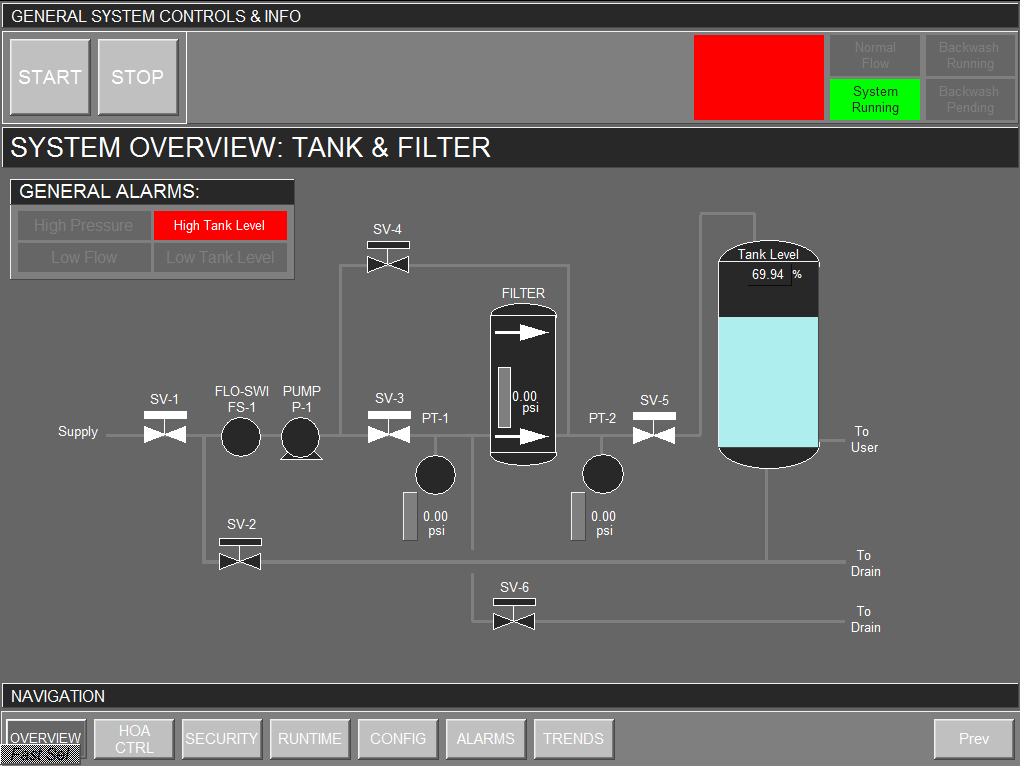 GENERAL SYSTEM CONTROLS & INFO
START
STOP
Normal
Flow
Backwash
Running
System
Running
Backwash
Pending
SYSTEM OVERVIEW: TANK & FILTER
GENERAL ALARMS:
High Pressure
High Tank Level
Low Flow
Low Tank Level
SV-4
Tank Level
69.94 %
FILTER
0.00
psi
SV-1
FLO-SWI
FS-1
PUMP
P-1
SV-3
PT-1
PT-2
SV-5
Supply
To
User
0.00
psi
0.00
psi
SV-2
To
Drain
SV-6
To
Drain
NAVIGATION
OVERVIEW
HOA
CTRL
SECURITY
RUNTIME
CONFIG
ALARMS
TRENDS
Prev
Fast Sel